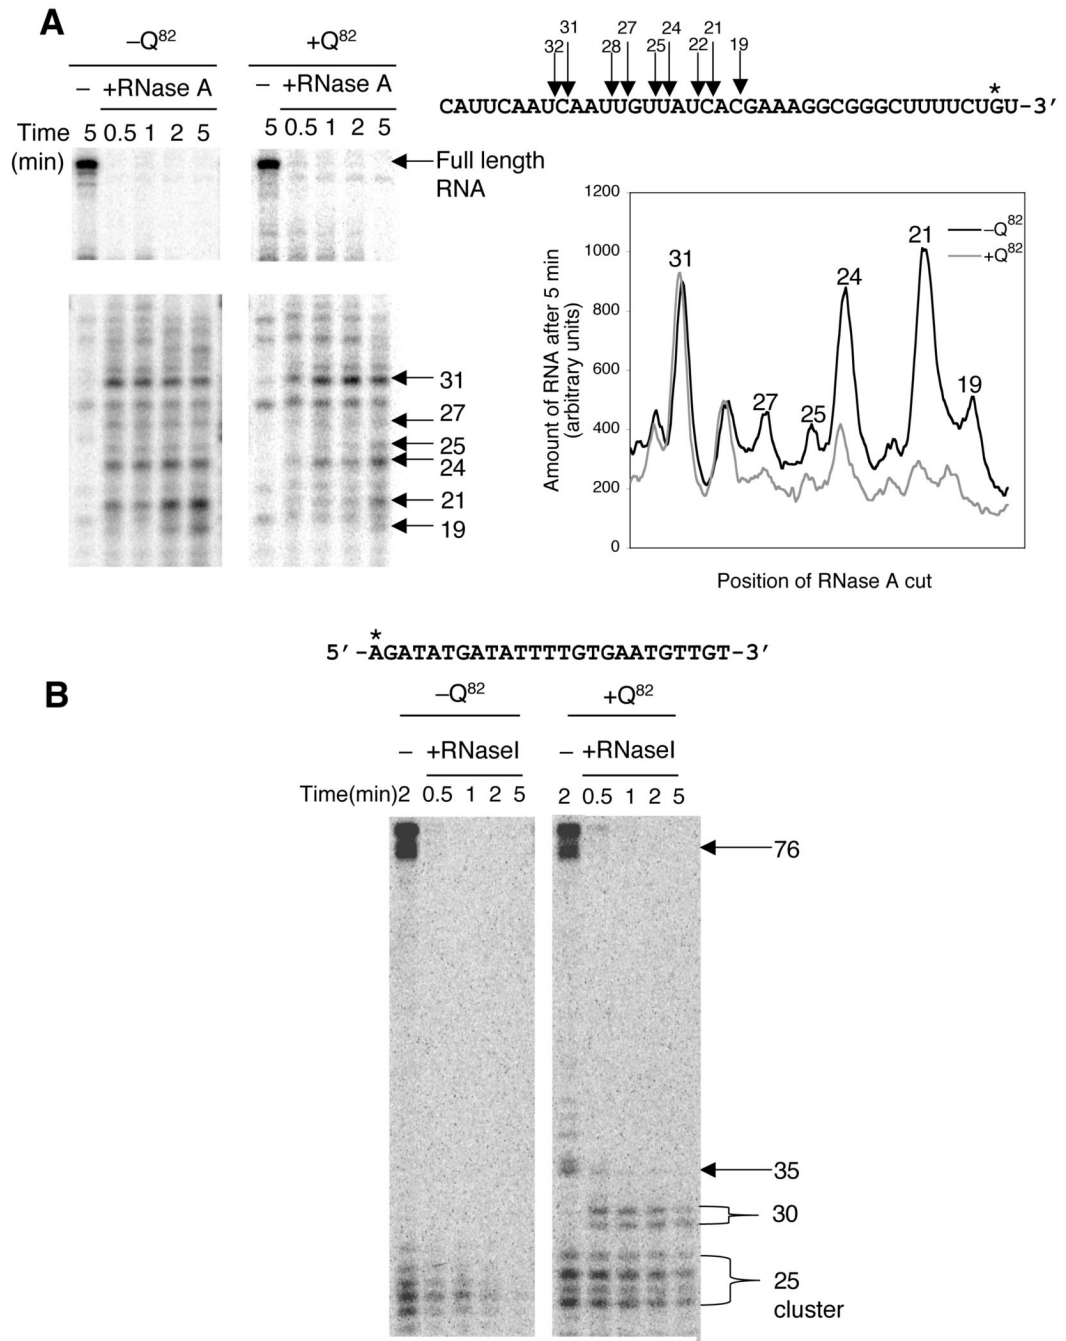 A
–Q82
+Q82
– +RNase A
+RNase A
Time 5 0.5 1 2 5
5 0.5 1 2 5
(min)
Full length
RNA
31
27
25
24
21
19
31 27 24 21
32 28 25 22 19
*
CAUUCAAUCAAUUGUUAUCACGAAAGGCGGGCUUUUCUGU–3′
1200
1000
800
600
400
200
0
Amount of RNA after 5 min
(arbitrary units)
31
27
25
24
21
19
–Q82
+Q82
Position of RNase A cut
*
5′–AGATATGATATTTTGTGAATGTTGT–3′
B
–Q82
+Q82
– +RNaseI
– +RNaseI
Time(min)2 0.5 1 2 5
2 0.5 1 2 5
76
35
30
25
cluster